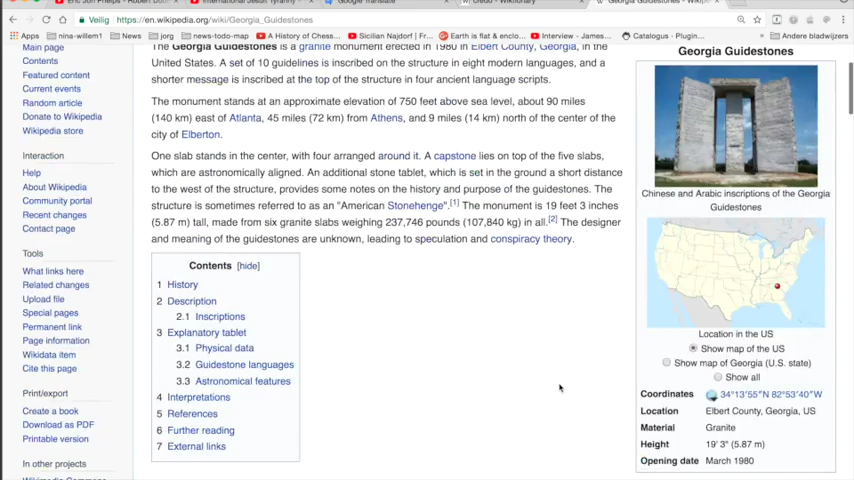 Eric Jon Phelps - Robert Bo
International Jesuit Tyranny
Google Translate
Credo - Wiktionary
Georgia Guidestones - Wikip
Veilig
https://en.wikipedia.org/wiki/Georgia_Guidestones
Apps
nina-willem1
News
jorg
news-todo-map
A History of Chess...
Sicilian Najdorf | Fr...
Earth is flat & enclo...
Interview - James...
Catalogus - Plugin...
Andere bladwijzers
Main page
Contents
Featured content
Current events
Random article
Donate to Wikipedia
Wikipedia store
Interaction
Help
About Wikipedia
Community portal
Recent changes
Contact page
Tools
What links here
Related changes
Upload file
Special pages
Permanent link
Page information
Wikidata item
Cite this page
Print/export
Create a book
Download as PDF
Printable version
In other projects
Wikimedia Commons
The Georgia Guidestones is a granite monument erected in 1980 in Elbert County, Georgia, in the
United States. A set of 10 guidelines is inscribed on the structure in eight modern languages, and a
shorter message is inscribed at the top of the structure in four ancient language scripts.
The monument stands at an approximate elevation of 750 feet above sea level, about 90 miles
(140 km) east of Atlanta, 45 miles (72 km) from Athens, and 9 miles (14 km) north of the center of the
city of Elberton.
One slab stands in the center, with four arranged around it. A capstone lies on top of the five slabs,
which are astronomically aligned. An additional stone tablet, which is set in the ground a short distance
to the west of the structure, provides some notes on the history and purpose of the guidestones. The
structure is sometimes referred to as an "American Stonehenge".[1] The monument is 19 feet 3 inches
(5.87 m) tall, made from six granite slabs weighing 237,746 pounds (107,840 kg) in all.[2] The designer
and meaning of the guidestones are unknown, leading to speculation and conspiracy theory.
Contents [hide]
1 History
2 Description
2.1 Inscriptions
3 Explanatory tablet
3.1 Physical data
3.2 Guidestone languages
3.3 Astronomical features
4 Interpretations
5 References
6 Further reading
7 External links
Georgia Guidestones
Chinese and Arabic inscriptions of the Georgia
Guidestones
Location in the US
Show map of the US
Show map of Georgia (U.S. state)
Show all
Coordinates 34°13′55″N 82°53′40″W
Location Elbert County, Georgia, US
Material Granite
Height 19' 3" (5.87 m)
Opening date March 1980